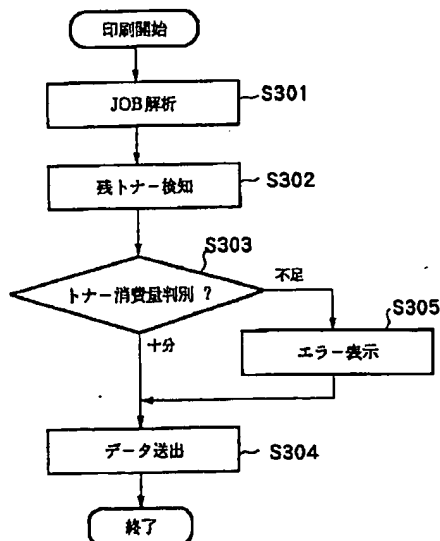 印刷開始
JOB解析
S301
残トナー検知
S302
S303
トナー消費量判別 ?
不足
S305
十分
エラー表示
データ送出
S304
終了